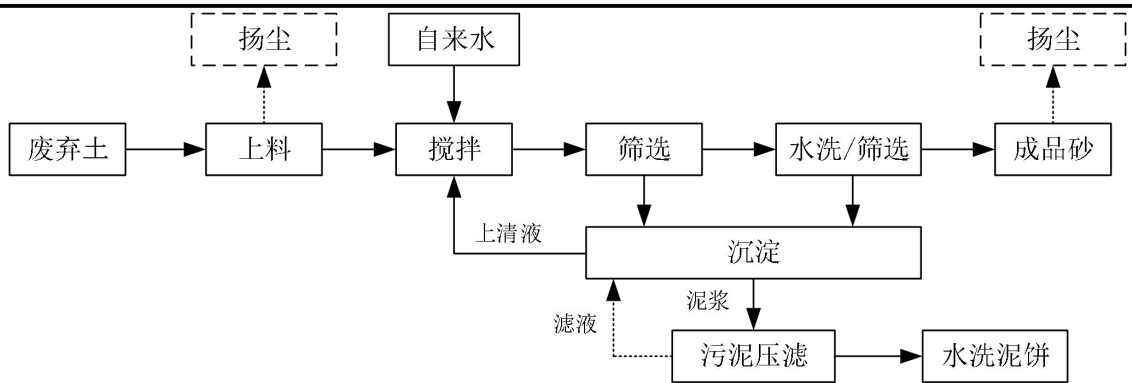 扬尘
自来水
扬尘
废弃土
上料
搅拌
筛选
水洗/筛选
成品砂
上清液
沉淀
泥浆
滤液
污泥压滤
水洗泥饼